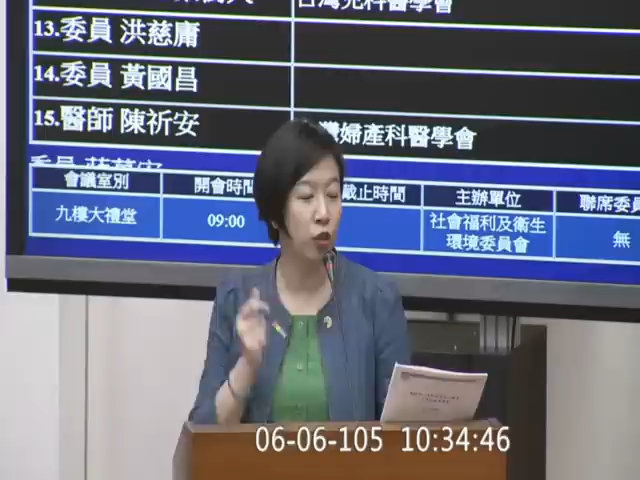 台灣兒科醫學會
13.委員 洪慈庸
14.委員 黃國昌
15.醫師 陳祈安
灣婦產科醫學會
會議室別 開會時間 截止時間 主辦單位 聯席委員
九樓大禮堂 09:00 社會福利及衛生環境委員會 無
06-06-105 10:34:46